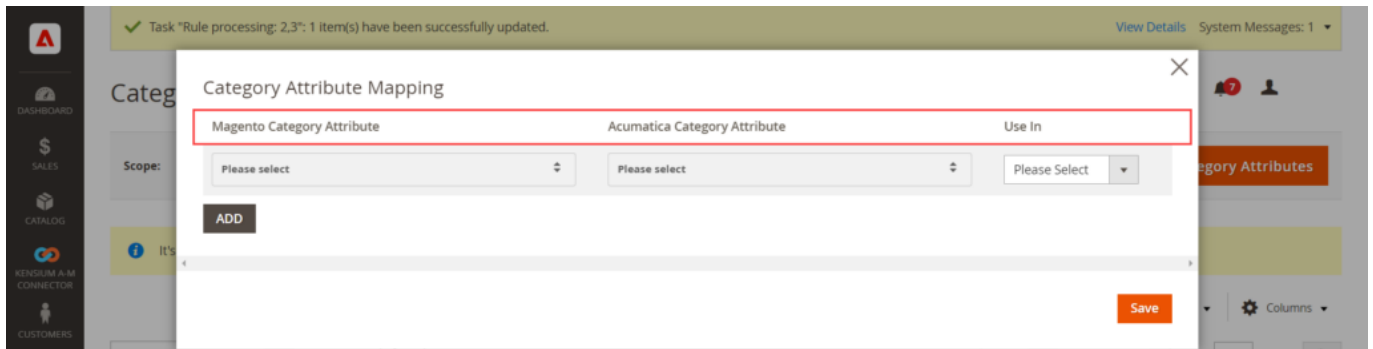 Task "Rule processing: 2,3": 1 item(s) have been successfully updated.
View Details System Messages: 1
DASHBOARD
SALES
CATALOG
KENSIUM A-M
CONNECTOR
CUSTOMERS
Categ
7
Scope:
egory Attributes
It's
Columns
Category Attribute Mapping
Magento Category Attribute Acumatica Category Attribute Use In
Please select Please select Please Select
ADD
Save